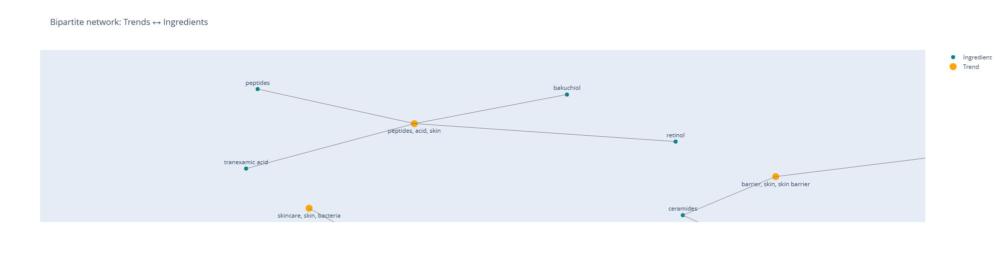 Bipartite network: Trends ↔ Ingredients
Ingredient
Trend
peptides
bakuchiol
peptides, acid, skin
retinol
tranexamic acid
barrier, skin, skin barrier
ceramides
skincare, skin, bacteria